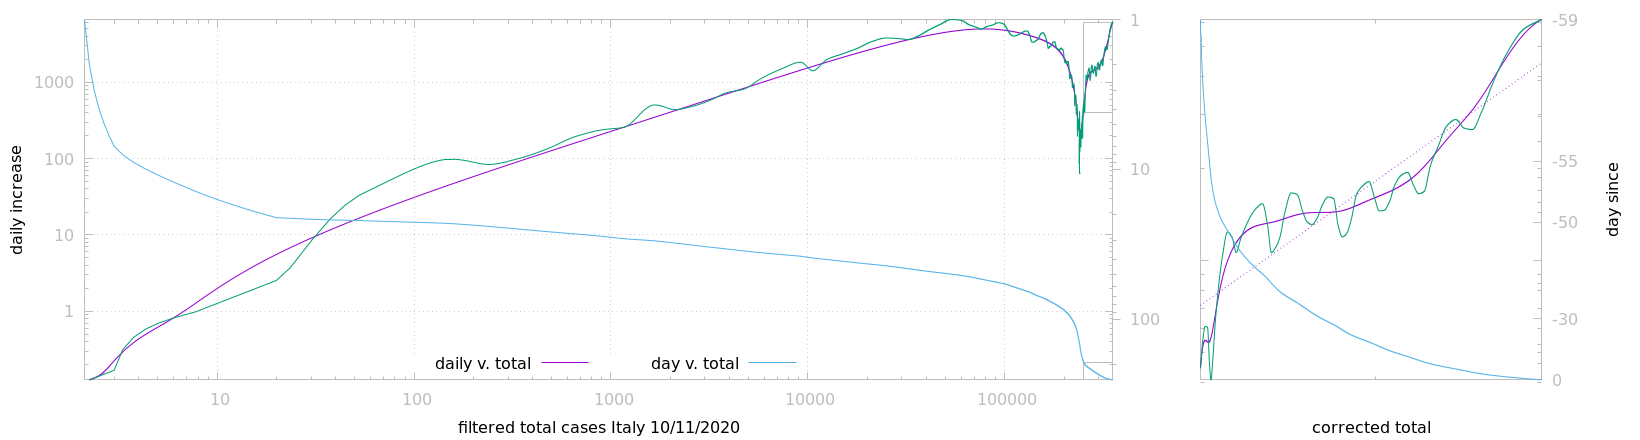 1
-59
1000
daily increase
100
10
-55
10
-50
day since
1
100
-30
daily v. total
day v. total
0
10
100
1000
10000
100000
filtered total cases Italy 10/11/2020
corrected total